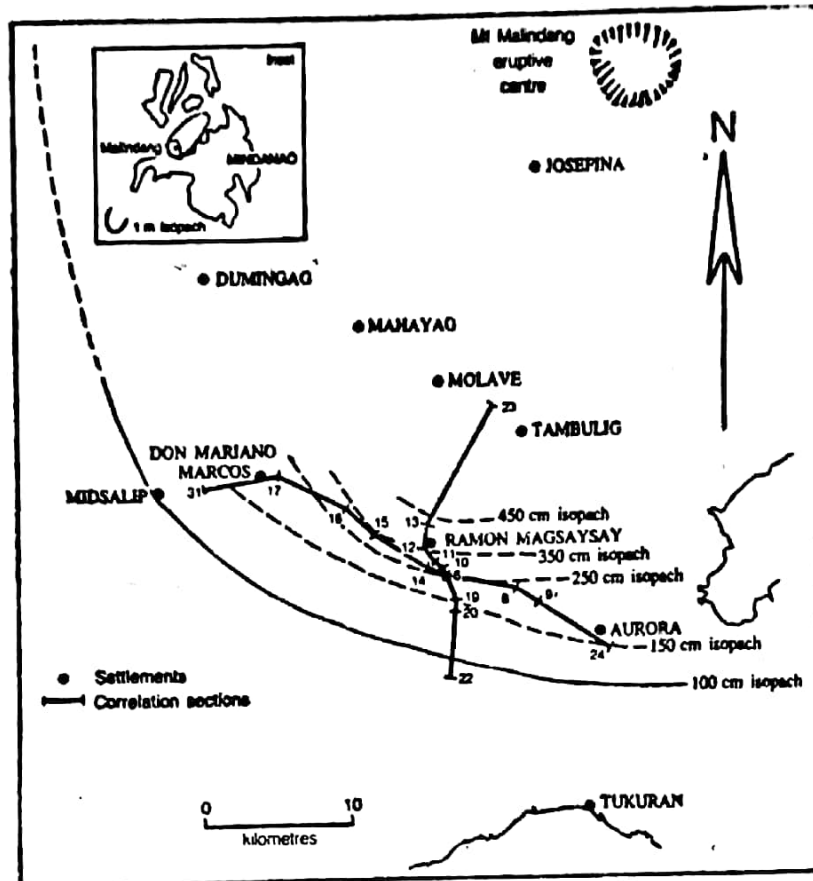 Mt Malindang
eruptive
centre
Inset
Malindang
MINDANAO
1 m isopach
N
JOSEPINA
DUMINGAG
MAHAYAG
MOLAVE
23
TAMBULIG
DON MARIANO
MARCOS
MIDSALIP
31
17
16
15
13
450 cm isopach
RAMON MAGSAYSAY
12
11
350 cm isopach
10
14
6
250 cm isopach
8
9
19
20
AURORA
24
150 cm isopach
22
100 cm isopach
Settlements
Correlation sections
0 10
kilometres
TUKURAN